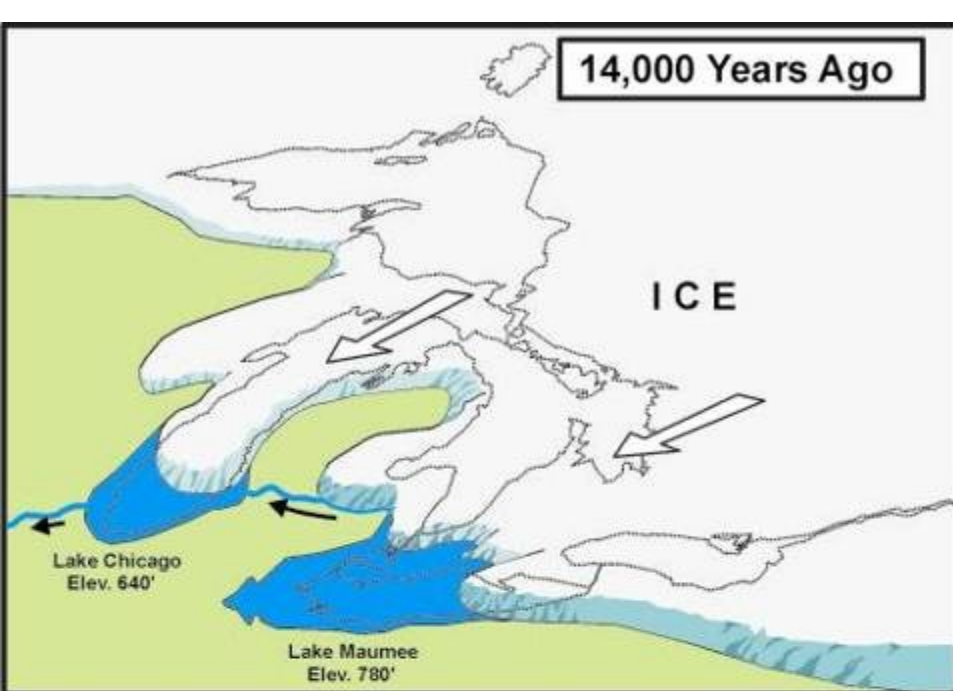 14,000 Years Ago
ICE
Lake Chicago
Elev. 640'
Lake Maumee
Elev. 780'